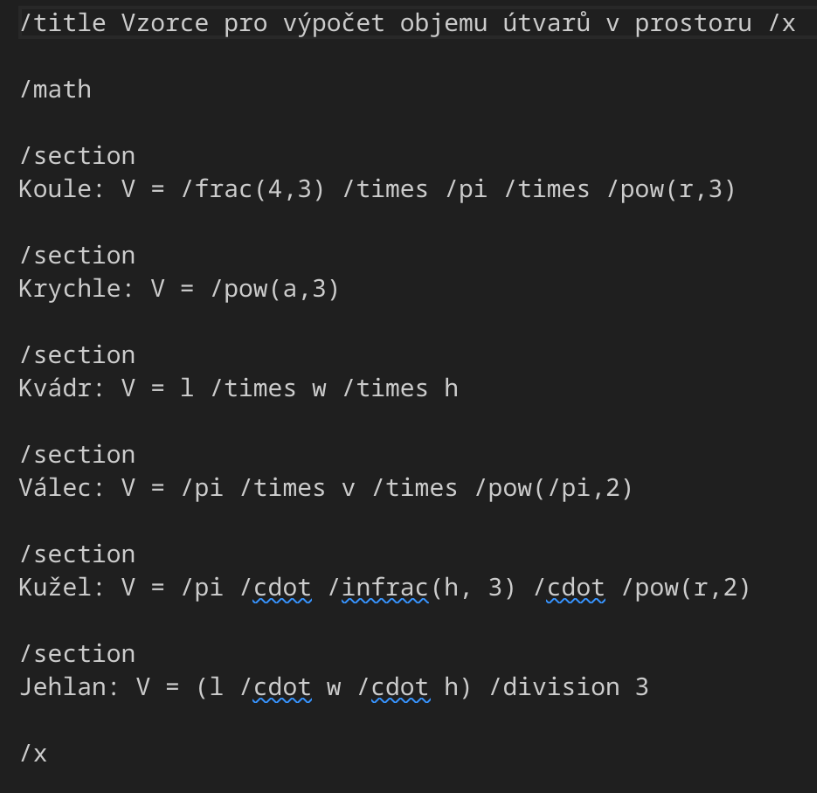 /title Vzorce pro výpočet objemu útvarů v prostoru /x
/math
/section
Koule: V = /frac(4,3) /times /pi /times /pow(r,3)
/section
Krychle: V = /pow(a,3)
/section
Kvádr: V = l /times w /times h
/section
Válec: V = /pi /times v /times /pow(/pi,2)
/section
Kužel: V = /pi /cdot /infrac(h, 3) /cdot /pow(r,2)
/section
Jehlan: V = (l /cdot w /cdot h) /division 3
/x